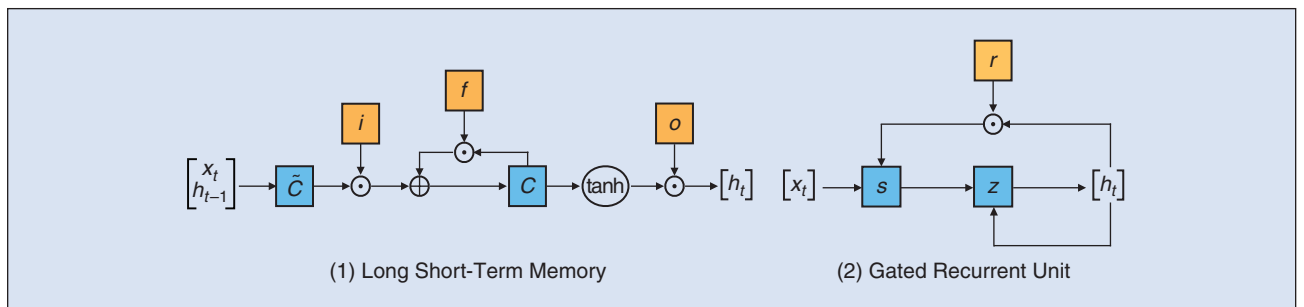 r
f
i
o
[x_t
h_{t−1}]
C̃
C
tanh
[h_t]
[x_t]
s
z
[h_t]
(1) Long Short-Term Memory
(2) Gated Recurrent Unit